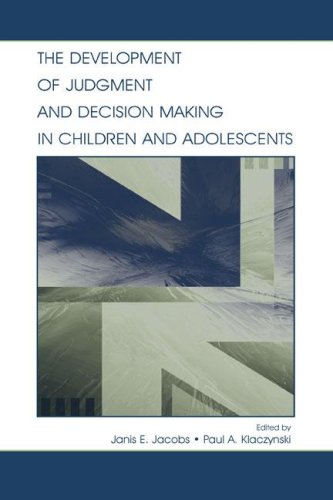 THE DEVELOPMENT
OF JUDGMENT
AND DECISION MAKING
IN CHILDREN AND ADOLESCENTS
Edited by
Janis E. Jacobs • Paul A. Klaczynski